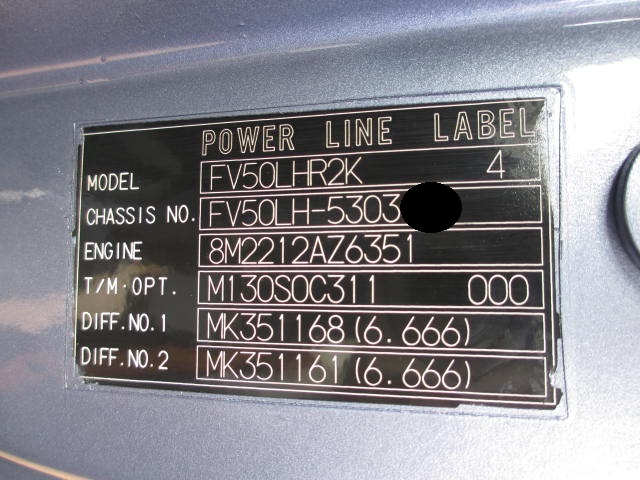 POWER LINE LABEL
MODEL FV50LHR2K 4
CHASSIS NO. FV50LH-5303
ENGINE 8M2212AZ6351
T/M·OPT. M130S0C311 000
DIFF.NO.1 MK351168 (6.666)
DIFF.NO.2 MK351161 (6.666)